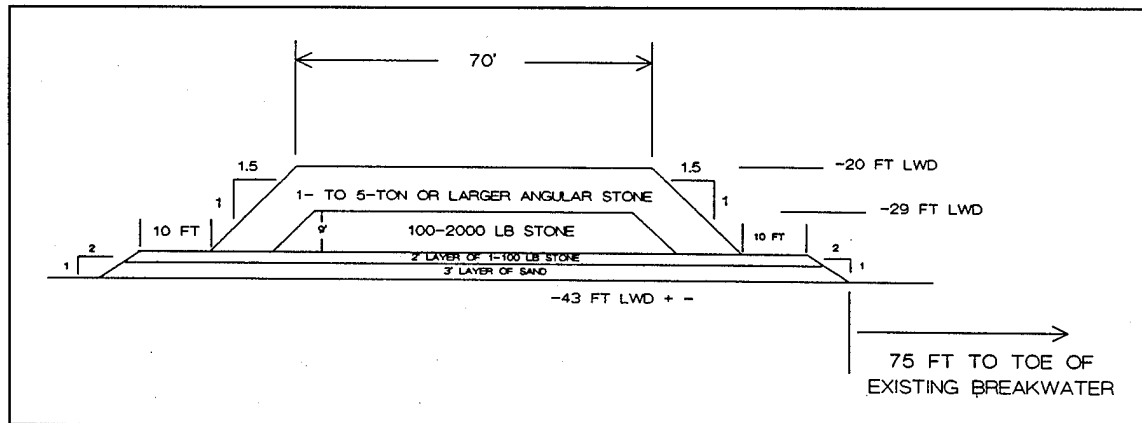 70'
1.5
1.5
-20 FT LWD
1
1- TO 5-TON OR LARGER ANGULAR STONE
1
-29 FT LWD
10 FT
9'
100-2000 LB STONE
10 FT
2
2' LAYER OF 1-100 LB STONE
2
1
3' LAYER OF SAND
1
-43 FT LWD + -
75 FT TO TOE OF
EXISTING BREAKWATER